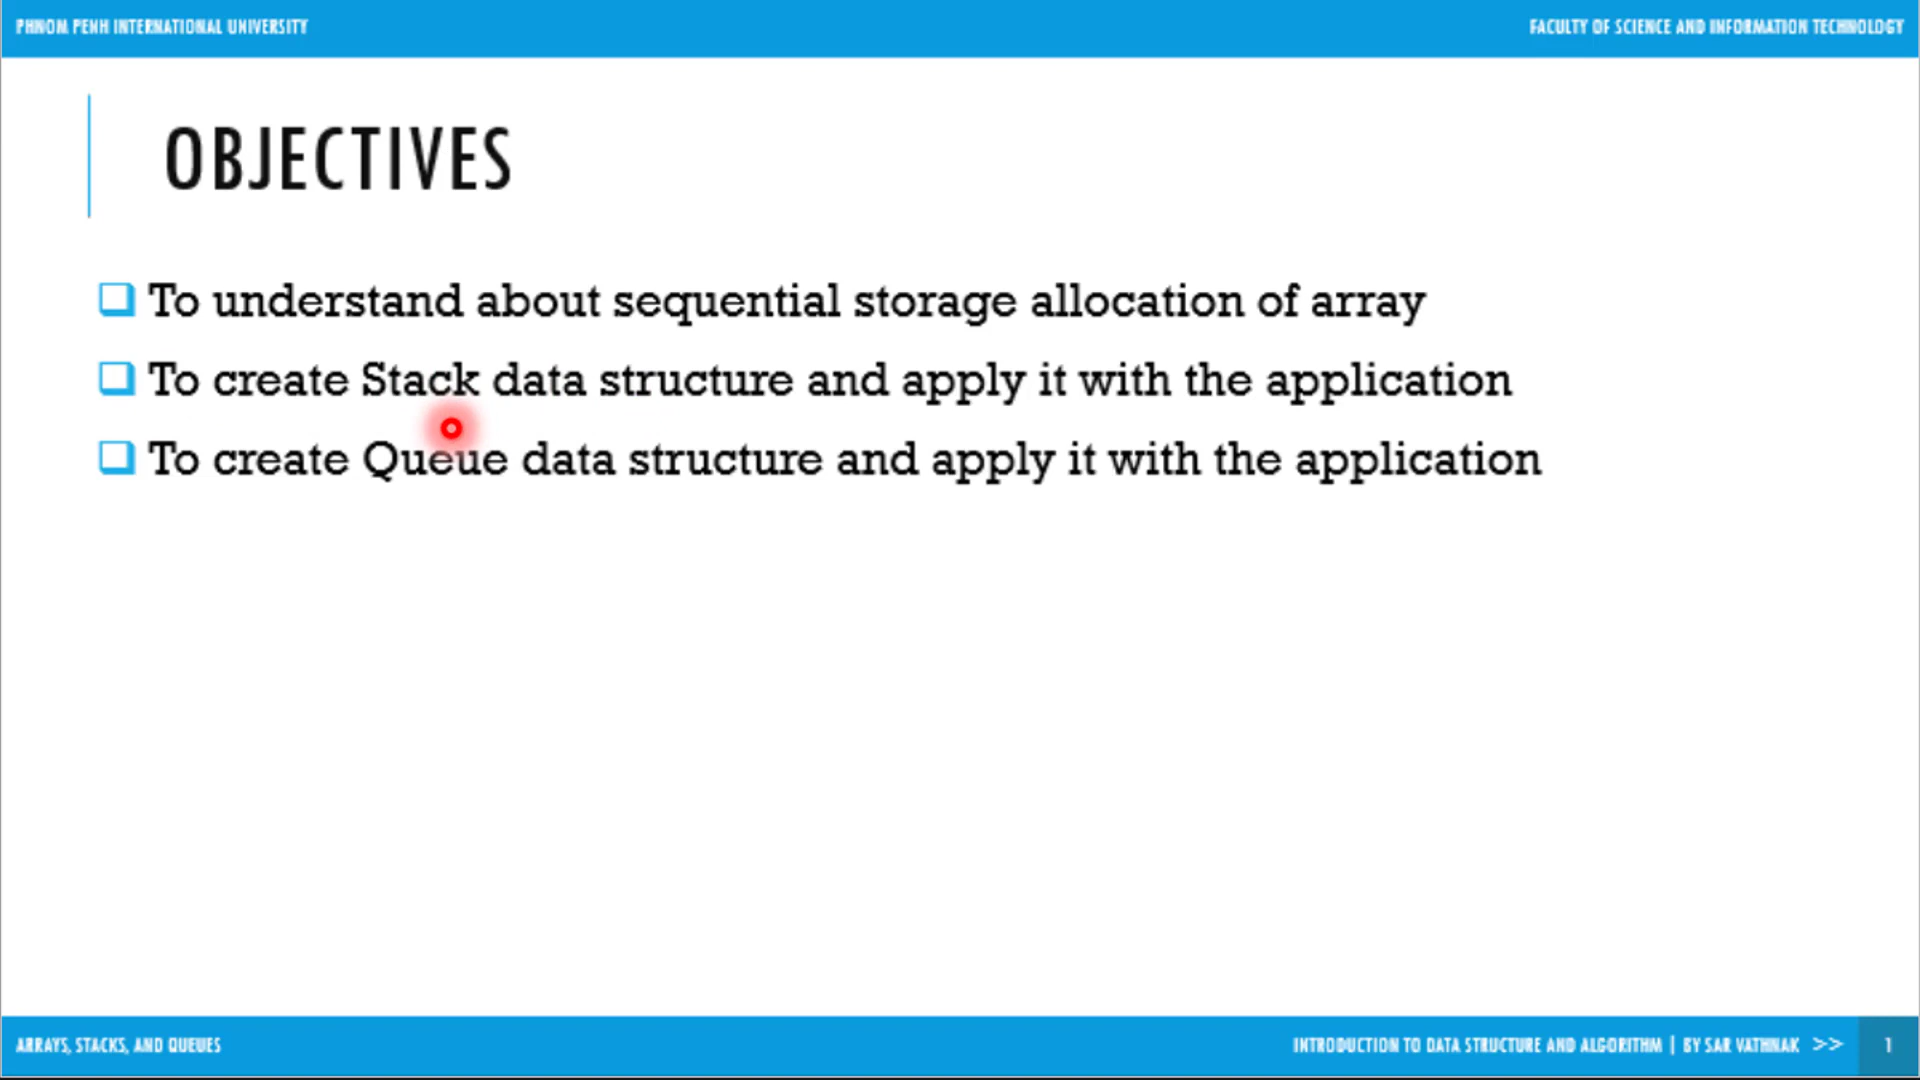 PHNOM PENH INTERNATIONAL UNIVERSITY
FACULTY OF SCIENCE AND INFORMATION TECHNOLOGY
OBJECTIVES
To understand about sequential storage allocation of array
To create Stack data structure and apply it with the application
To create Queue data structure and apply it with the application
ARRAYS, STACKS, AND QUEUES
INTRODUCTION TO DATA STRUCTURE AND ALGORITHM | BY SAR VATHNAK >> 1